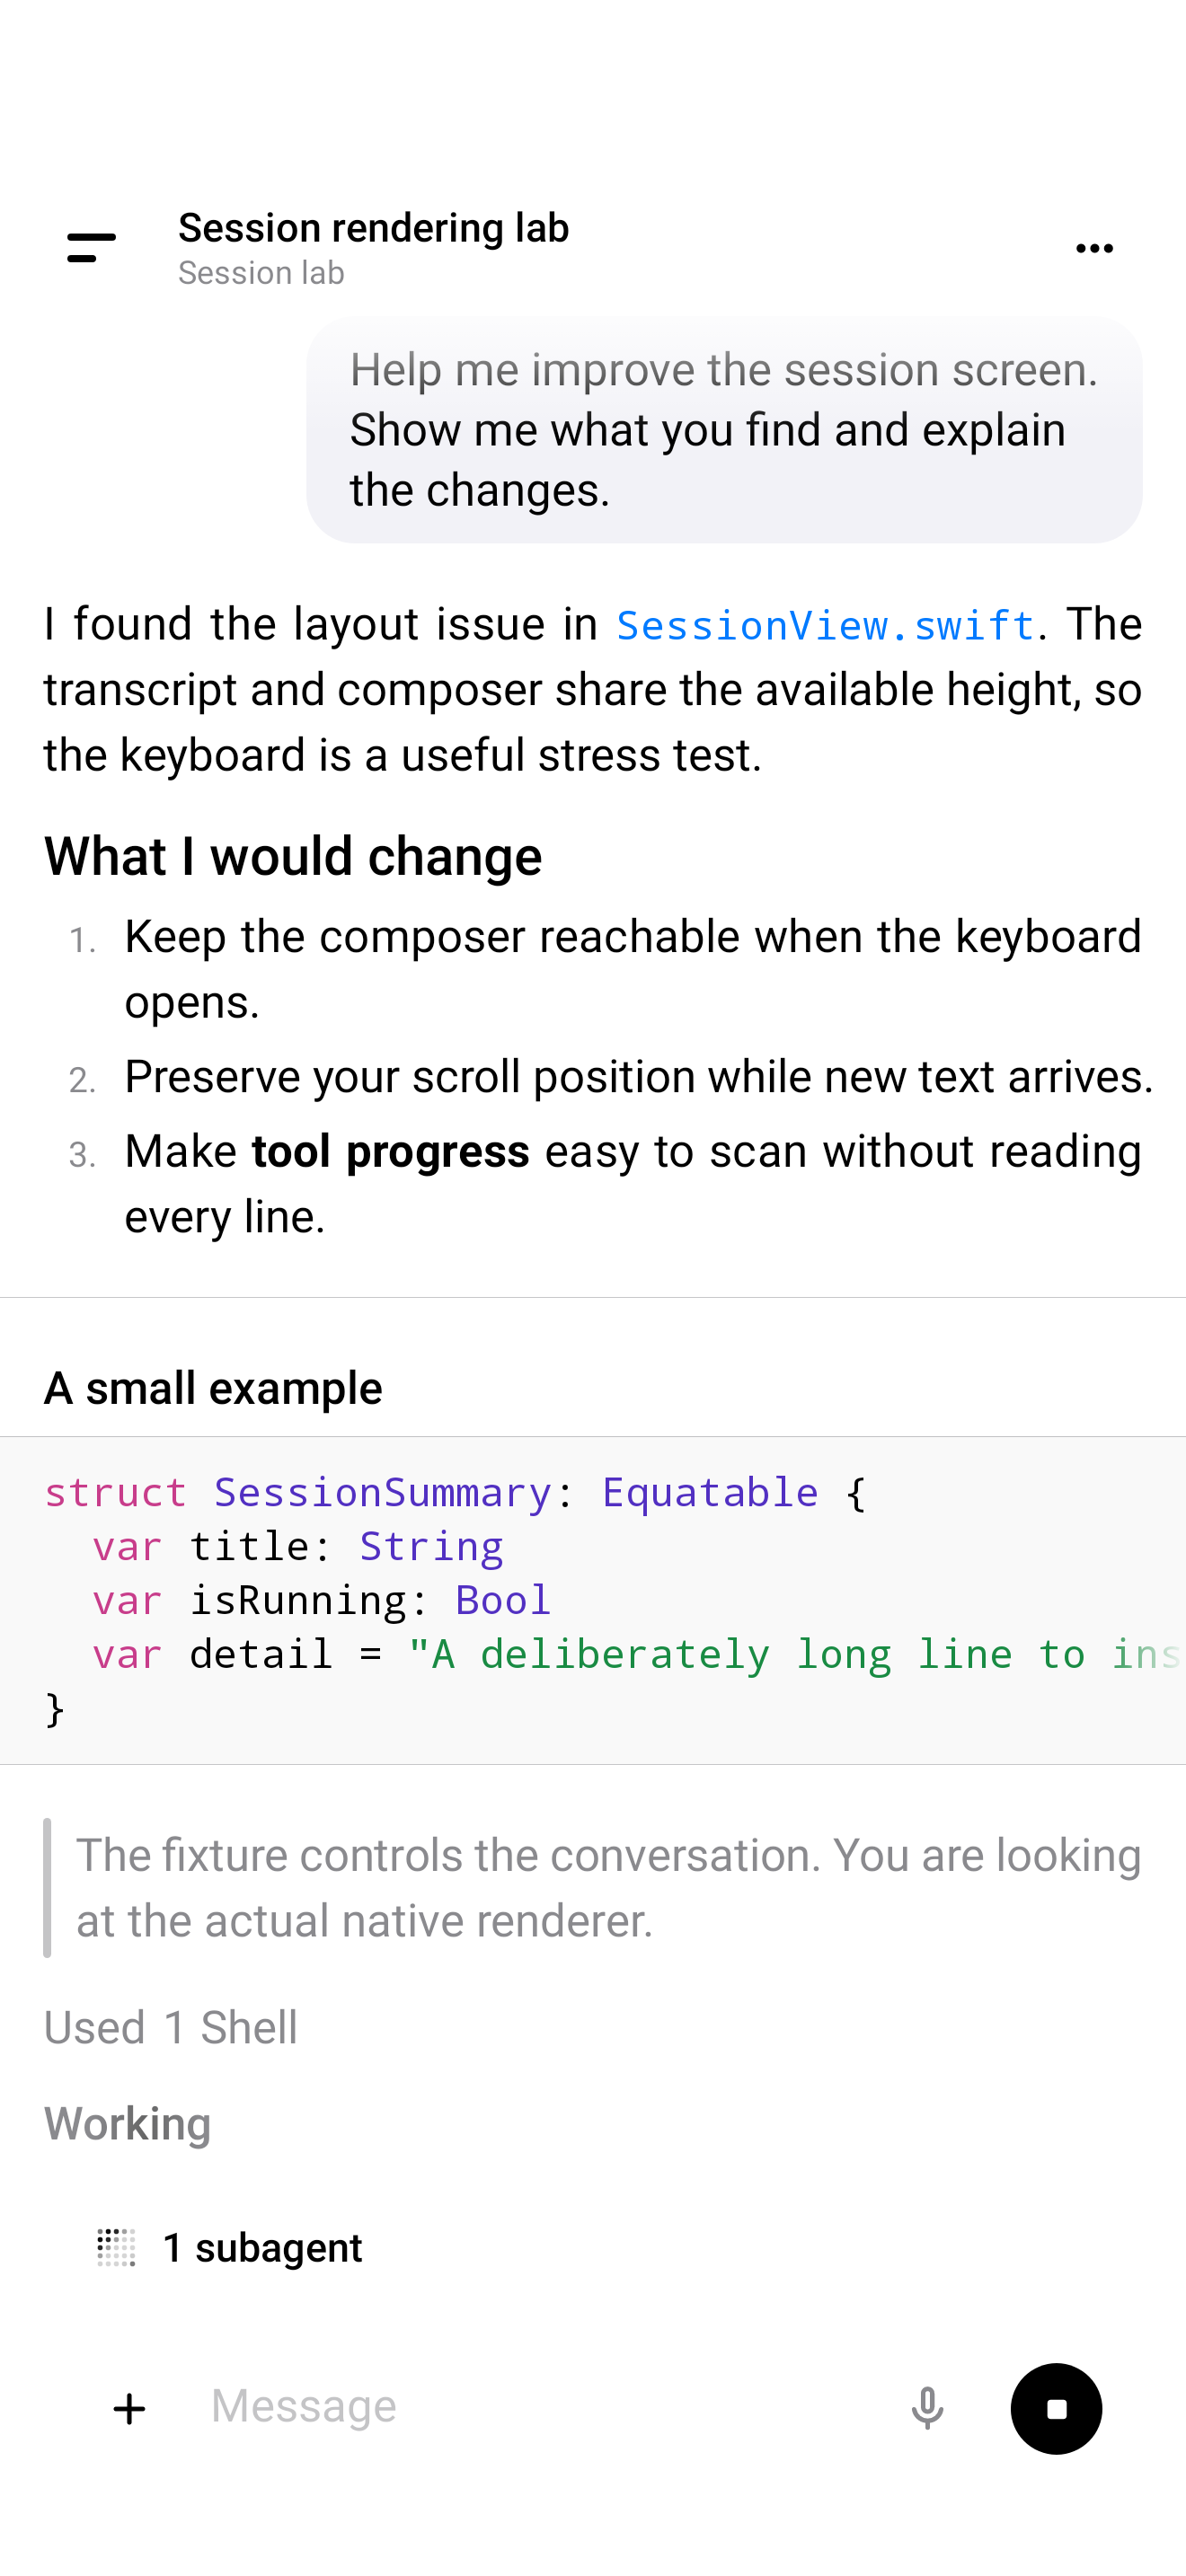 Session rendering lab
Session lab
Help me improve the session screen.
Show me what you find and explain
the changes.
I found the layout issue in SessionView.swift. The
transcript and composer share the available height, so
the keyboard is a useful stress test.
What I would change
1. Keep the composer reachable when the keyboard
opens.
2. Preserve your scroll position while new text arrives.
3. Make tool progress easy to scan without reading
every line.
A small example
struct SessionSummary: Equatable {
  var title: String
  var isRunning: Bool
  var detail = "A deliberately long line to ins
}
The fixture controls the conversation. You are looking
at the actual native renderer.
Used 1 Shell
Working
1 subagent
Message